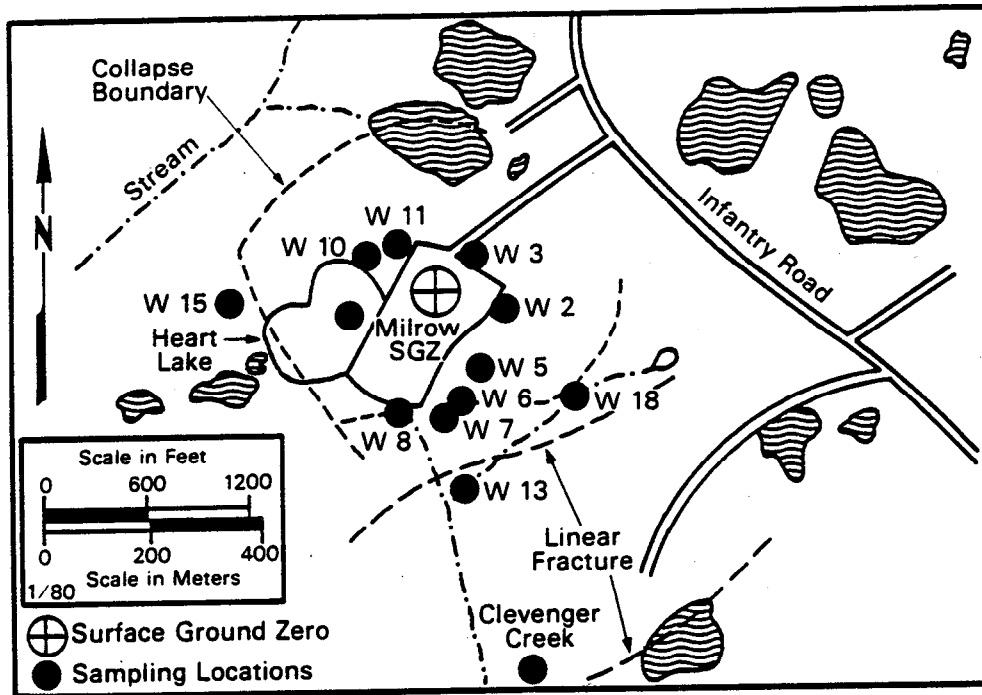 Collapse
Boundary
Stream
N
Infantry Road
W 11
W 10
W 3
W 15
W 2
Heart
Lake
Milrow
SGZ
W 5
W 6
W 18
W 7
W 8
W 13
Linear
Fracture
Clevenger
Creek
Scale in Feet
0 600 1200
0 200 400
Scale in Meters
1/80
Surface Ground Zero
Sampling Locations